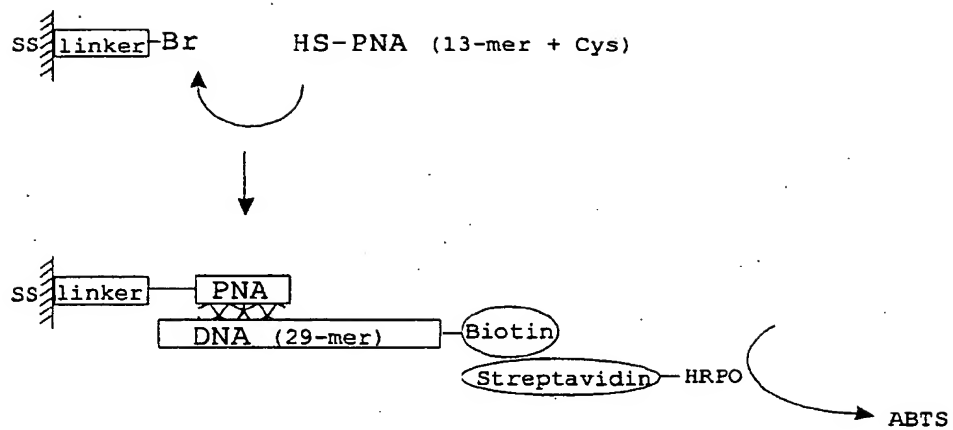 SS linker-Br HS-PNA (13-mer + Cys)
SS linker PNA
DNA (29-mer) Biotin
Streptavidin HRPO
ABTS